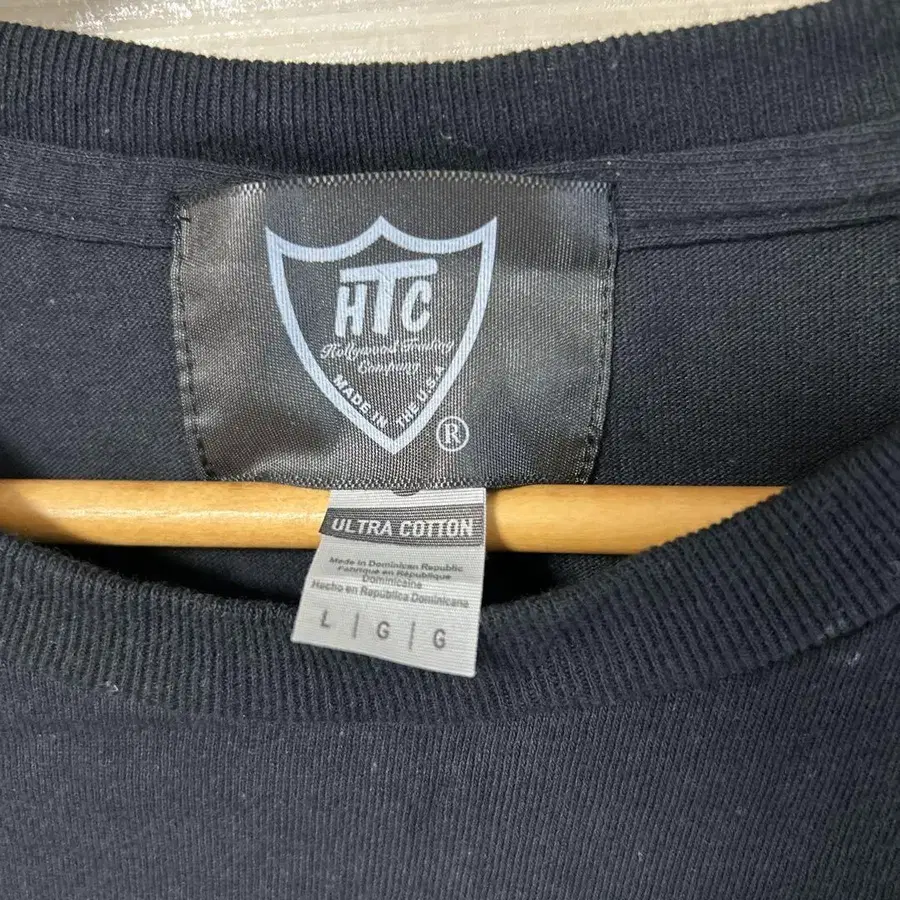 HTC
Hollywood Trading
Company
MADE IN THE U.S.A
®
ULTRA COTTON
Made in Dominican Republic
Fabriqué en République
Dominicaine
Hecho en República Dominicana
L | G | G